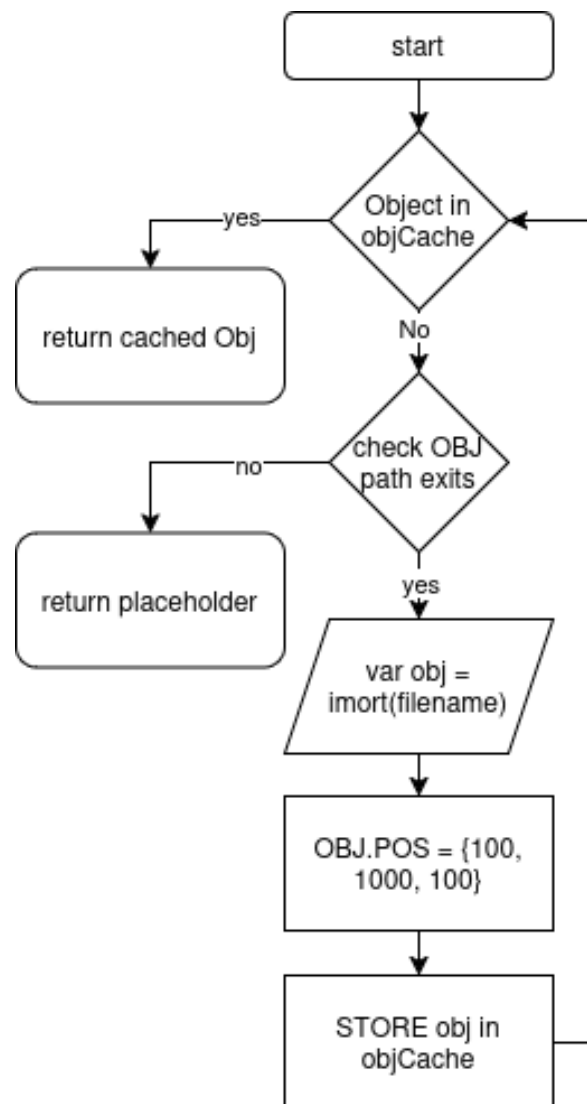 start
Object in
objCache
yes
return cached Obj
No
check OBJ
path exits
no
return placeholder
yes
var obj =
imort(filename)
OBJ.POS = {100,
1000, 100}
STORE obj in
objCache